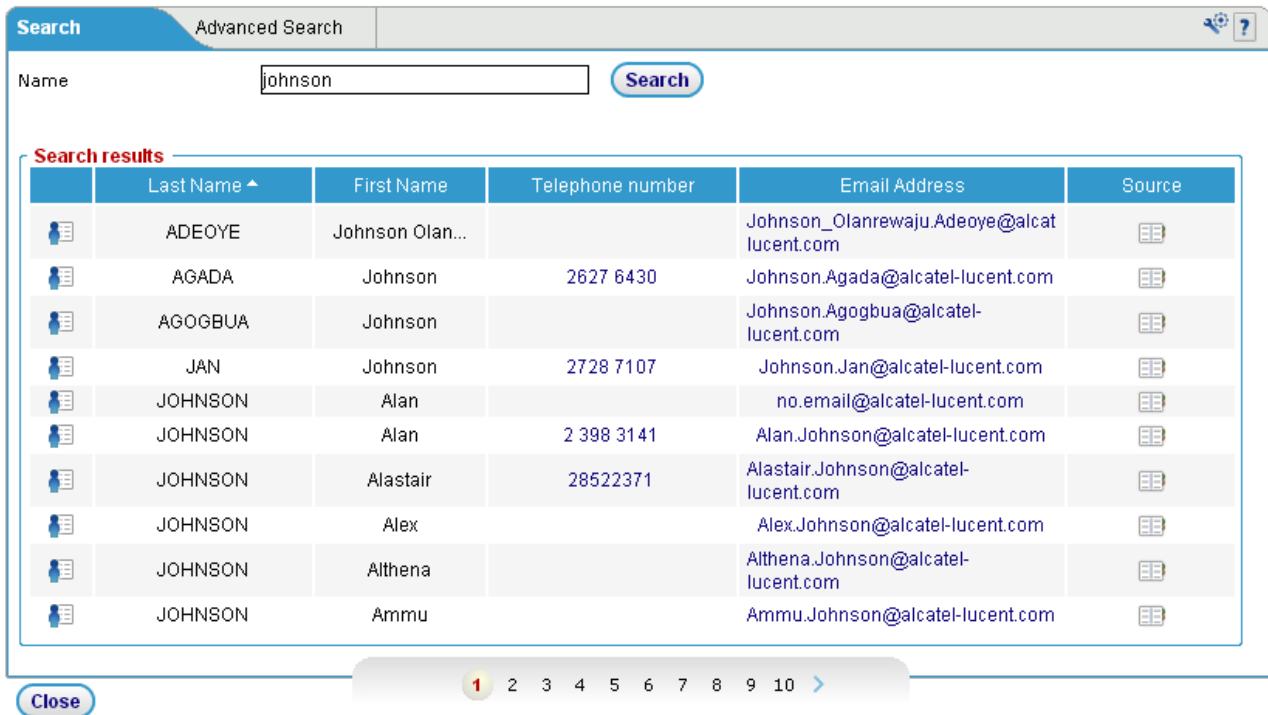 Search Advanced Search ?
Name johnson Search
Search results
Last Name First Name Telephone number Email Address Source
ADEOYE Johnson Olan... Johnson_Olanrewaju.Adeoye@alcat
lucent.com
AGADA Johnson 2627 6430 Johnson.Agada@alcatel-lucent.com
AGOGBUA Johnson Johnson.Agogbua@alcatel-
lucent.com
JAN Johnson 2728 7107 Johnson.Jan@alcatel-lucent.com
JOHNSON Alan no.email@alcatel-lucent.com
JOHNSON Alan 2 398 3141 Alan.Johnson@alcatel-lucent.com
JOHNSON Alastair 28522371 Alastair.Johnson@alcatel-
lucent.com
JOHNSON Alex Alex.Johnson@alcatel-lucent.com
JOHNSON Althena Althena.Johnson@alcatel-
lucent.com
JOHNSON Ammu Ammu.Johnson@alcatel-lucent.com
1 2 3 4 5 6 7 8 9 10 >
Close